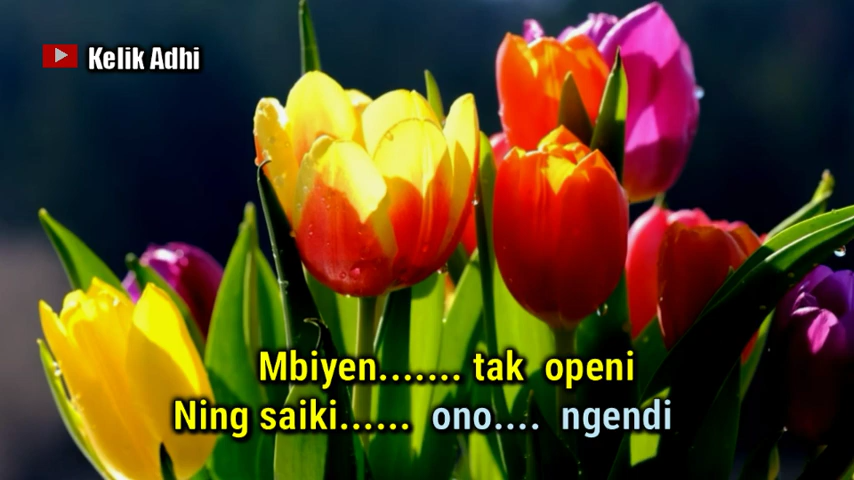 Kelik Adhi
Mbiyen....... tak openi
Ning saiki...... ono.... ngendi